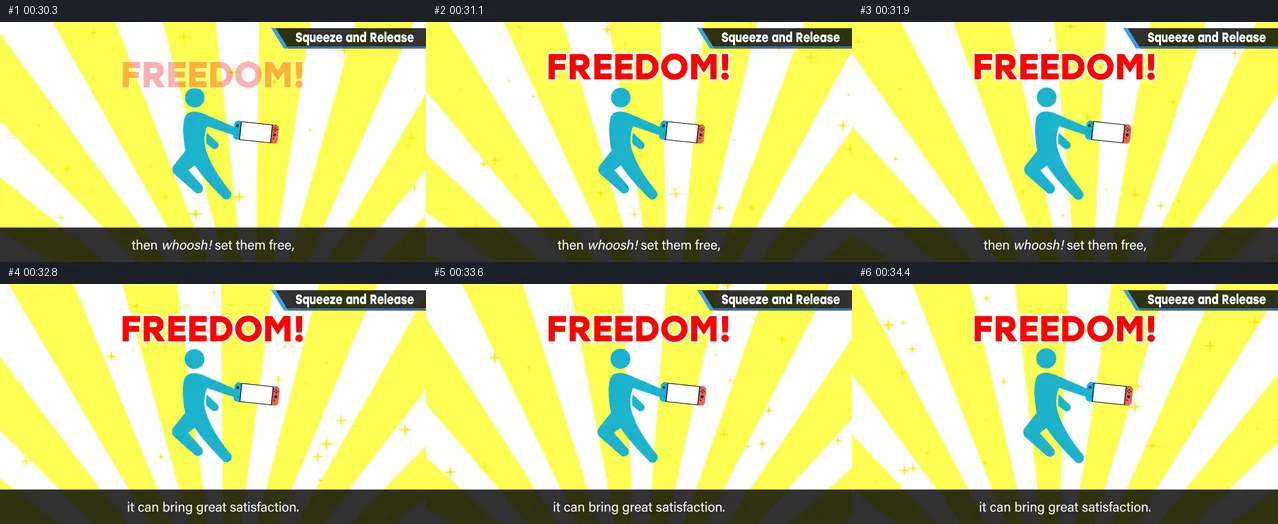 #1 00:30.3
Squeeze and Release
FREEDOM!
then whoosh! set them free,
#2 00:31.1
Squeeze and Release
FREEDOM!
then whoosh! set them free,
#3 00:31.9
Squeeze and Release
FREEDOM!
then whoosh! set them free,
#4 00:32.8
Squeeze and Release
FREEDOM!
it can bring great satisfaction.
#5 00:33.6
Squeeze and Release
FREEDOM!
it can bring great satisfaction.
#6 00:34.4
Squeeze and Release
FREEDOM!
it can bring great satisfaction.